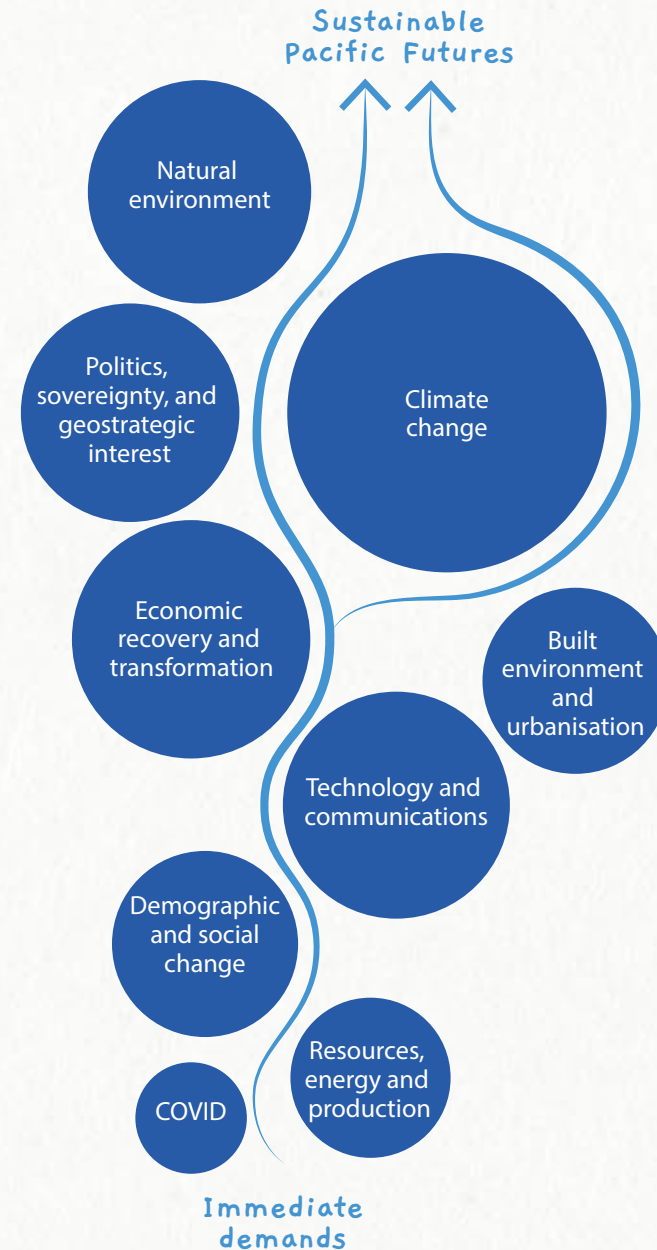 Sustainable
Pacific Futures
Natural
environment
Politics,
sovereignty, and
geostrategic
interest
Climate
change
Economic
recovery and
transformation
Built
environment
and
urbanisation
Technology and
communications
Demographic
and social
change
Resources,
energy and
production
COVID
Immediate
demands